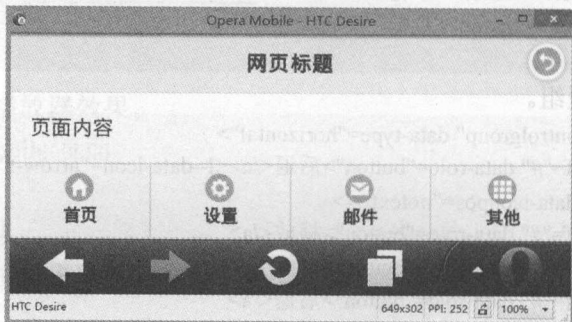 Opera Mobile - HTC Desire
网页标题
页面内容
首页 设置 邮件 其他
HTC Desire 649x302 PPI: 252 100%